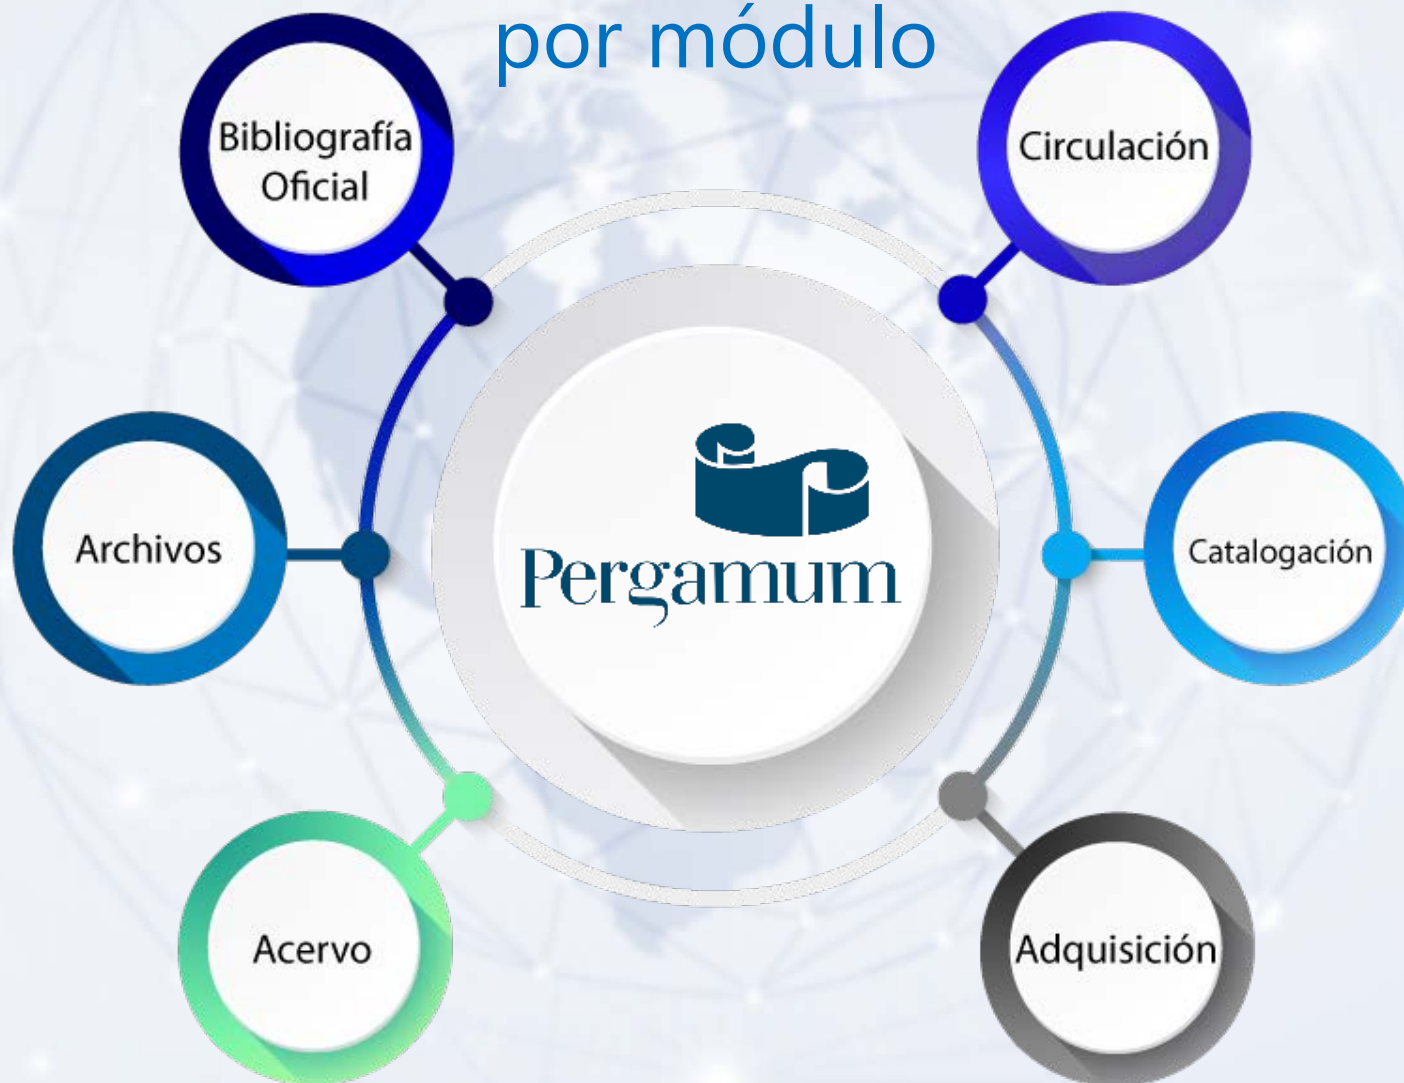 por módulo
Bibliografía
Oficial
Circulación
Archivos
Pergamum
Catalogación
Acervo
Adquisición